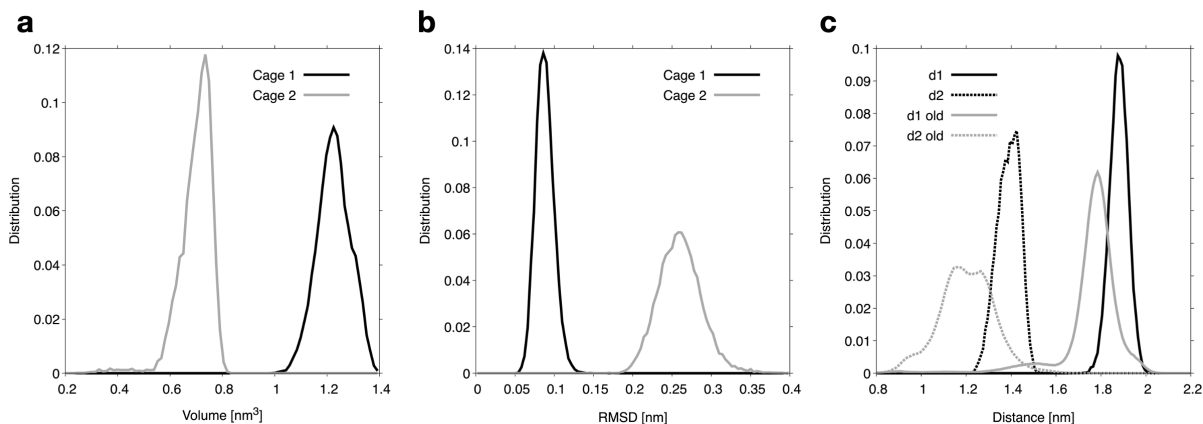 a
0.12
0.1
0.08
0.06
0.04
0.02
0
0.2
0.4
0.6
0.8
1.0
1.2
1.4
Distribution
Volume [nm³]
Cage 1
Cage 2
b
0.14
0.12
0.1
0.08
0.06
0.04
0.02
0
0
0.05
0.1
0.15
0.2
0.25
0.3
0.35
0.4
Distribution
RMSD [nm]
Cage 1
Cage 2
c
0.1
0.09
0.08
0.07
0.06
0.05
0.04
0.03
0.02
0.01
0
0.8
1
1.2
1.4
1.6
1.8
2
2.2
Distribution
Distance [nm]
d1
d2
d1 old
d2 old